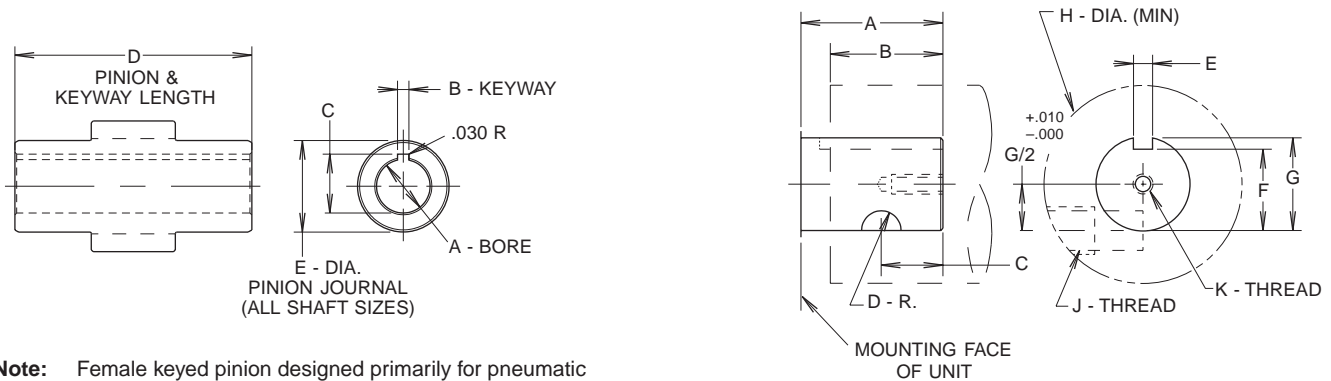 D
PINION &
KEYWAY LENGTH
C
B - KEYWAY
.030 R
A - BORE
E - DIA.
PINION JOURNAL
(ALL SHAFT SIZES)
Note: Female keyed pinion designed primarily for pneumatic
A
B
H - DIA. (MIN)
E
+.010
–.000
G/2
F
G
C
D - R.
J - THREAD
K - THREAD
MOUNTING FACE
OF UNIT